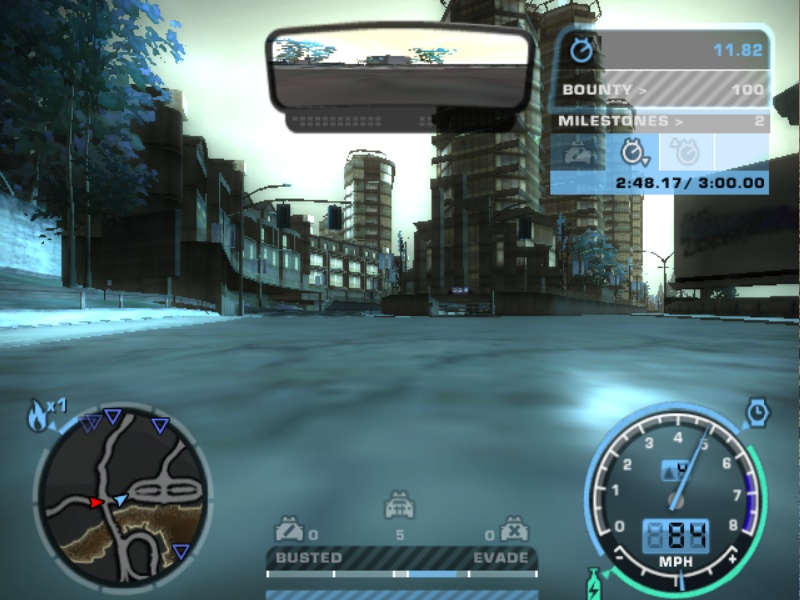 11.82
BOUNTY > 100
MILESTONES > 2
2:48.17/ 3:00.00
x1
0 1 2 3 4 5 6 7 8
4
84
MPH
0 5 0
BUSTED EVADE